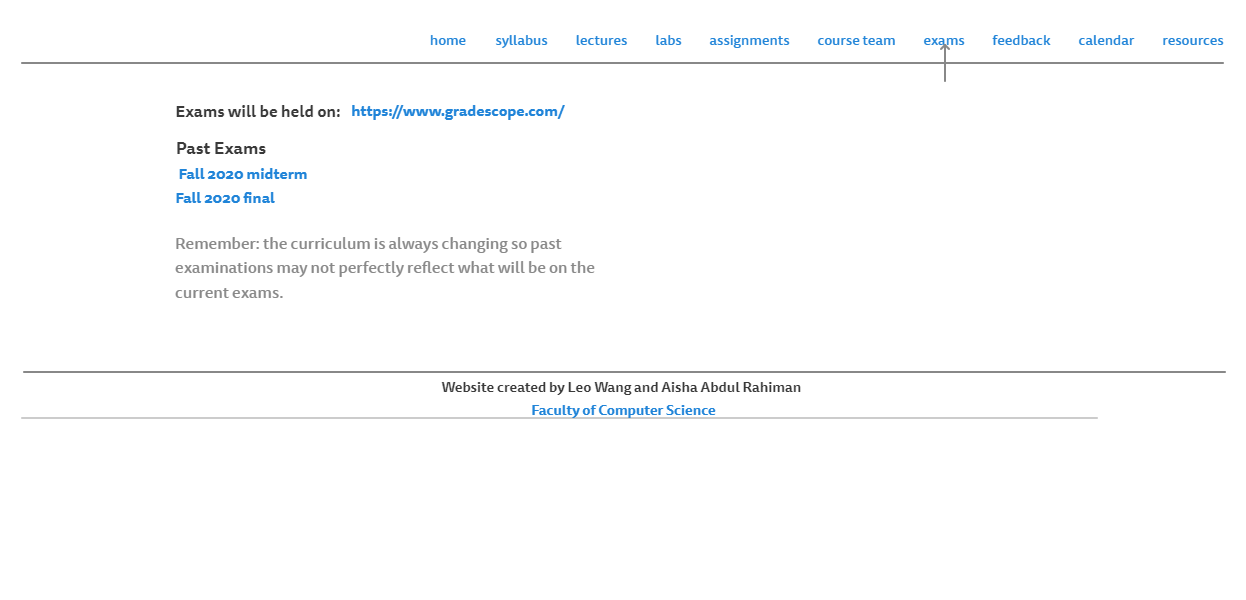 home syllabus lectures labs assignments course team exams feedback calendar resources
Exams will be held on: https://www.gradescope.com/
Past Exams
Fall 2020 midterm
Fall 2020 final
Remember: the curriculum is always changing so past
examinations may not perfectly reflect what will be on the
current exams.
Website created by Leo Wang and Aisha Abdul Rahiman
Faculty of Computer Science